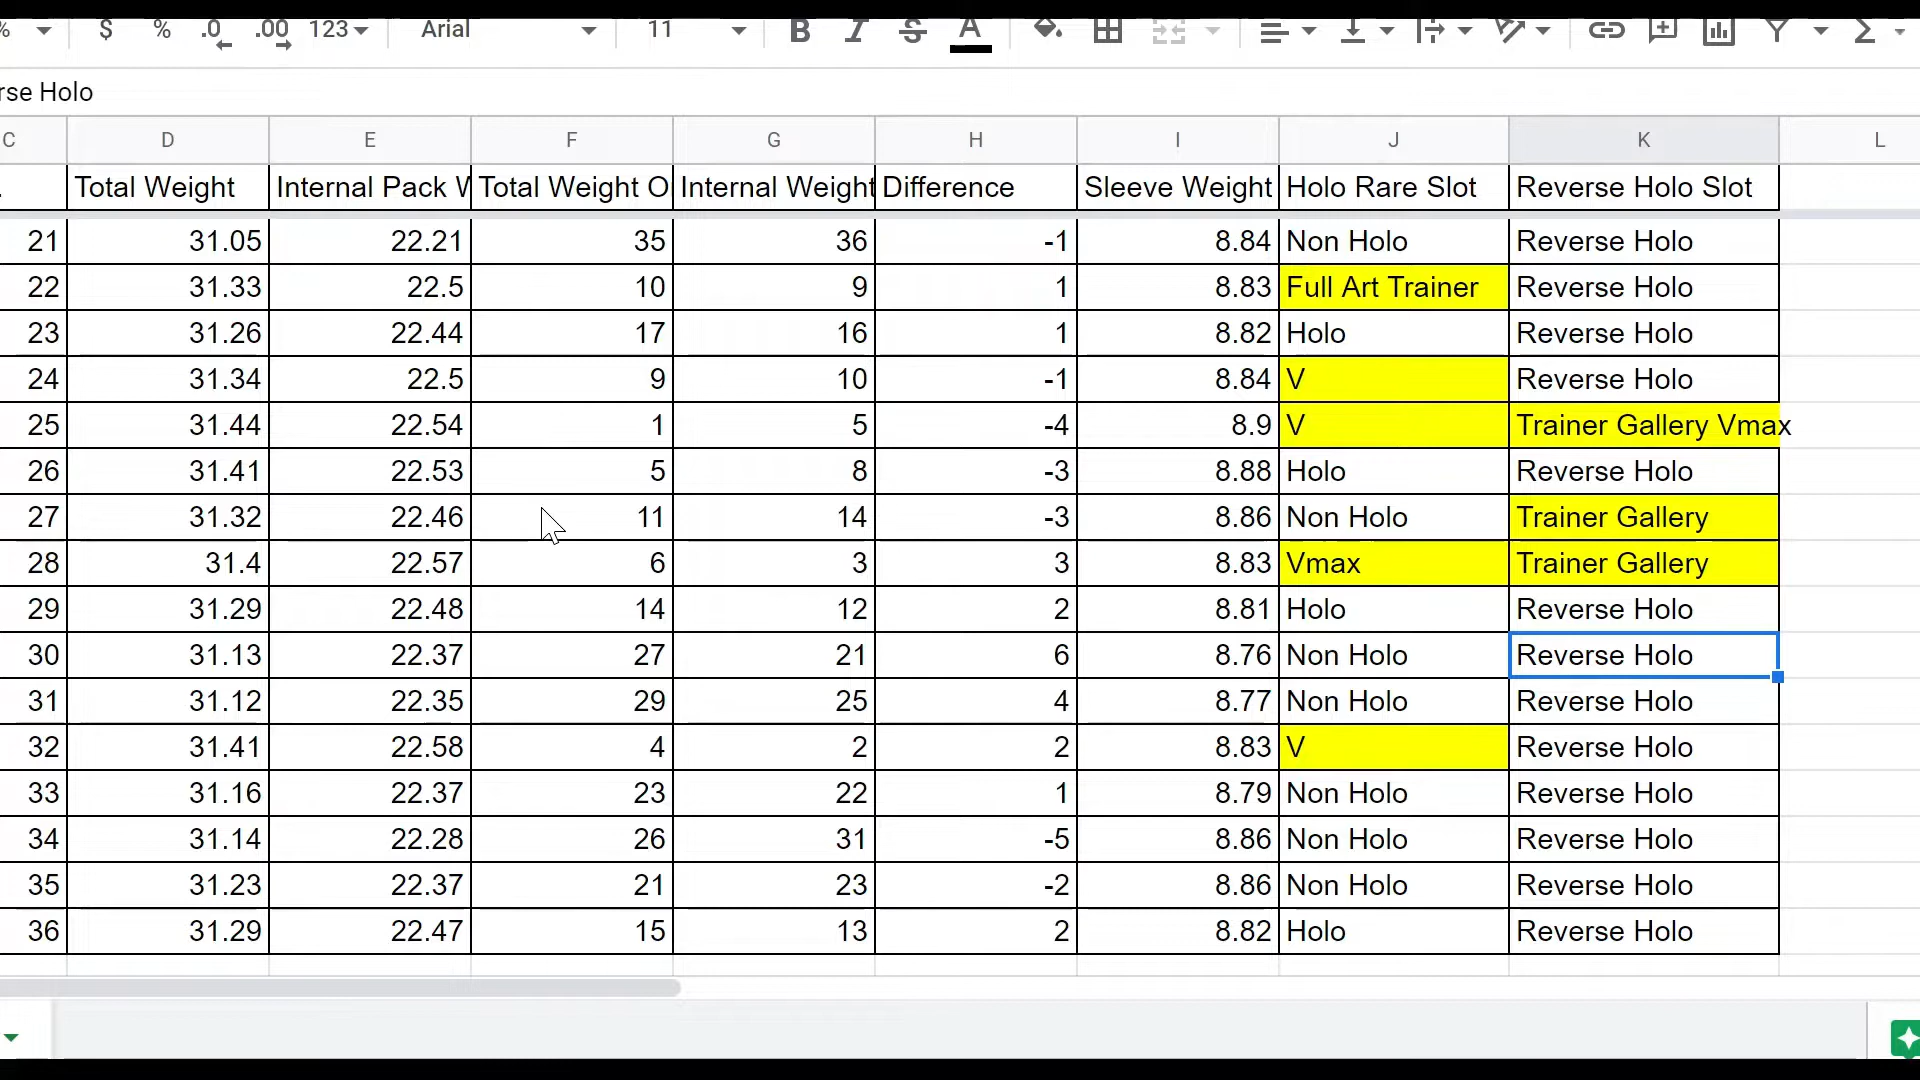 % $ % .0 .00 123 Arial 11 B I S A
rse Holo
C D E F G H I J K L
. Total Weight Internal Pack W Total Weight O Internal Weight Difference Sleeve Weight Holo Rare Slot Reverse Holo Slot
21 31.05 22.21 35 36 -1 8.84 Non Holo Reverse Holo
22 31.33 22.5 10 9 1 8.83 Full Art Trainer Reverse Holo
23 31.26 22.44 17 16 1 8.82 Holo Reverse Holo
24 31.34 22.5 9 10 -1 8.84 V Reverse Holo
25 31.44 22.54 1 5 -4 8.9 V Trainer Gallery Vmax
26 31.41 22.53 5 8 -3 8.88 Holo Reverse Holo
27 31.32 22.46 11 14 -3 8.86 Non Holo Trainer Gallery
28 31.4 22.57 6 3 3 8.83 Vmax Trainer Gallery
29 31.29 22.48 14 12 2 8.81 Holo Reverse Holo
30 31.13 22.37 27 21 6 8.76 Non Holo Reverse Holo
31 31.12 22.35 29 25 4 8.77 Non Holo Reverse Holo
32 31.41 22.58 4 2 2 8.83 V Reverse Holo
33 31.16 22.37 23 22 1 8.79 Non Holo Reverse Holo
34 31.14 22.28 26 31 -5 8.86 Non Holo Reverse Holo
35 31.23 22.37 21 23 -2 8.86 Non Holo Reverse Holo
36 31.29 22.47 15 13 2 8.82 Holo Reverse Holo